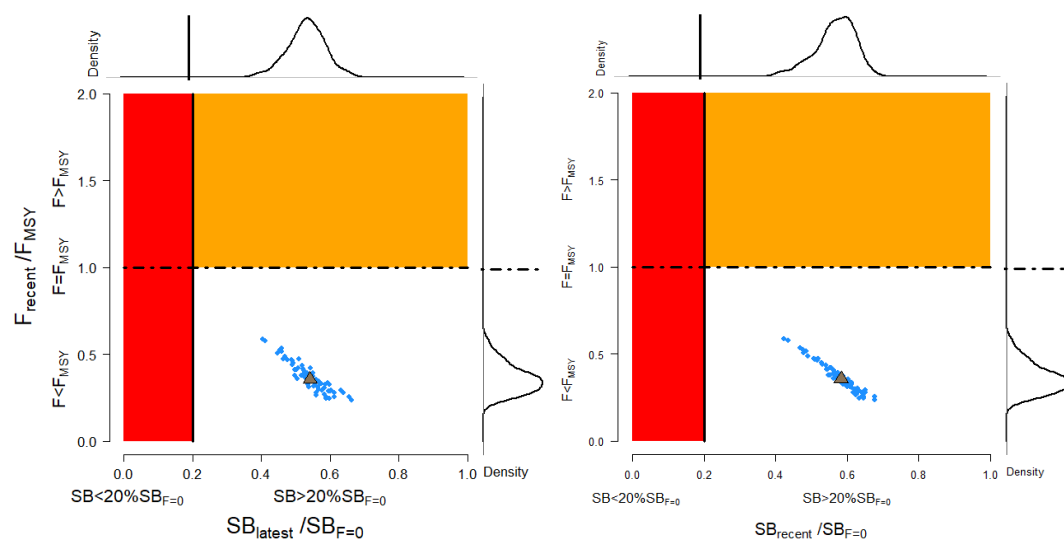 Density
2.0
1.5
1.0
0.5
0.0
F>F_MSY
F=F_MSY
F<F_MSY
F_recent /F_MSY
0.0 0.2 0.4 0.6 0.8 1.0
Density
SB<20%SB_F=0 SB>20%SB_F=0
SB_latest /SB_F=0
Density
2.0
1.5
1.0
0.5
0.0
F>F_MSY
F=F_MSY
F<F_MSY
0.0 0.2 0.4 0.6 0.8 1.0
Density
SB<20%SB_F=0 SB>20%SB_F=0
SB_recent /SB_F=0